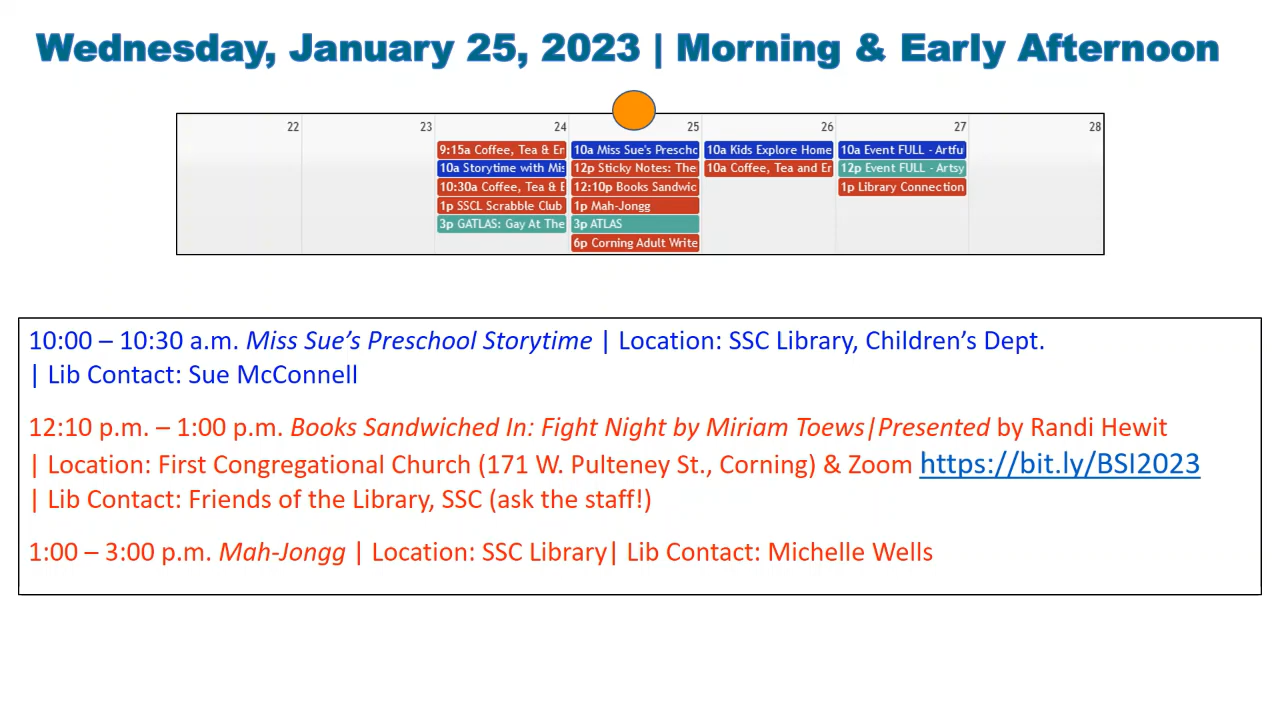 Wednesday, January 25, 2023 | Morning & Early Afternoon
22 23 24 25 26 27 28
9:15a Coffee, Tea & En 10a Miss Sue's Prescho 10a Kids Explore Home 10a Event FULL - Artfu
10a Storytime with Mis 12p Sticky Notes: The 10a Coffee, Tea and En 12p Event FULL - Artsy
10:30a Coffee, Tea & E 12:10p Books Sandwic 1p Library Connection
1p SSCL Scrabble Club 1p Mah-Jongg
3p GATLAS: Gay At The 3p ATLAS
6p Corning Adult Write
10:00 – 10:30 a.m. Miss Sue’s Preschool Storytime | Location: SSC Library, Children’s Dept.
| Lib Contact: Sue McConnell
12:10 p.m. – 1:00 p.m. Books Sandwiched In: Fight Night by Miriam Toews|Presented by Randi Hewit
| Location: First Congregational Church (171 W. Pulteney St., Corning) & Zoom https://bit.ly/BSI2023
| Lib Contact: Friends of the Library, SSC (ask the staff!)
1:00 – 3:00 p.m. Mah-Jongg | Location: SSC Library| Lib Contact: Michelle Wells